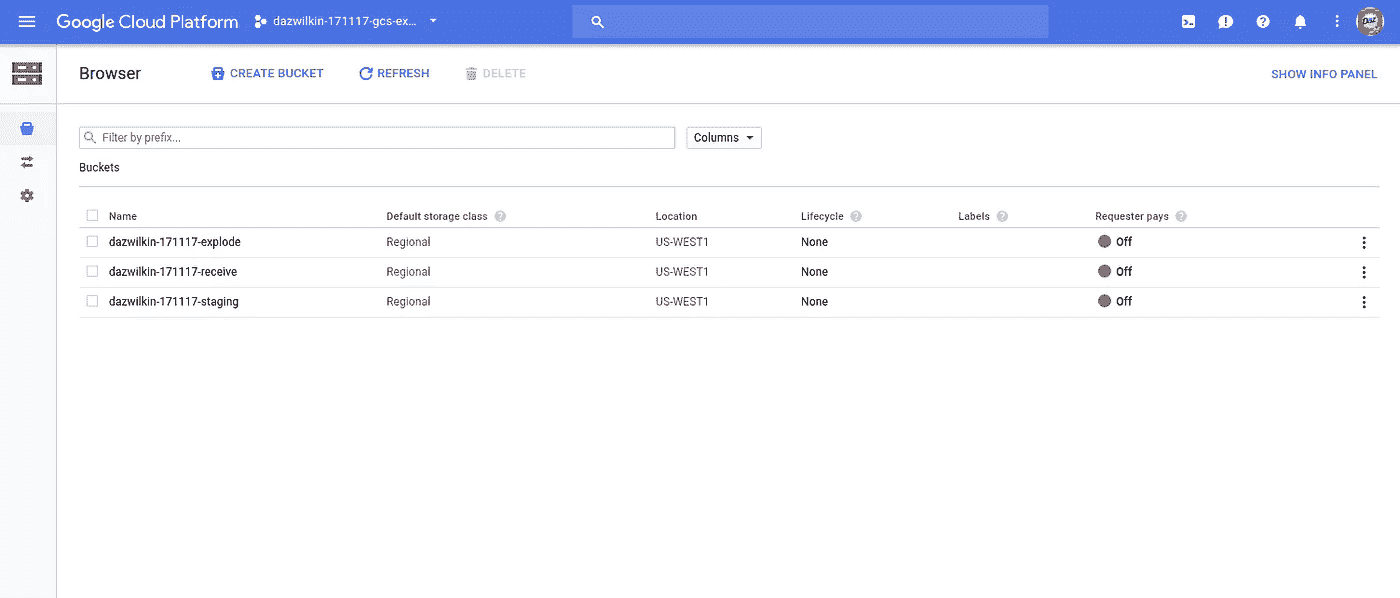 Google Cloud Platform dazwilkin-171117-gcs-ex...
Browser CREATE BUCKET REFRESH DELETE SHOW INFO PANEL
Filter by prefix... Columns
Buckets
Name Default storage class Location Lifecycle Labels Requester pays
dazwilkin-171117-explode Regional US-WEST1 None Off
dazwilkin-171117-receive Regional US-WEST1 None Off
dazwilkin-171117-staging Regional US-WEST1 None Off